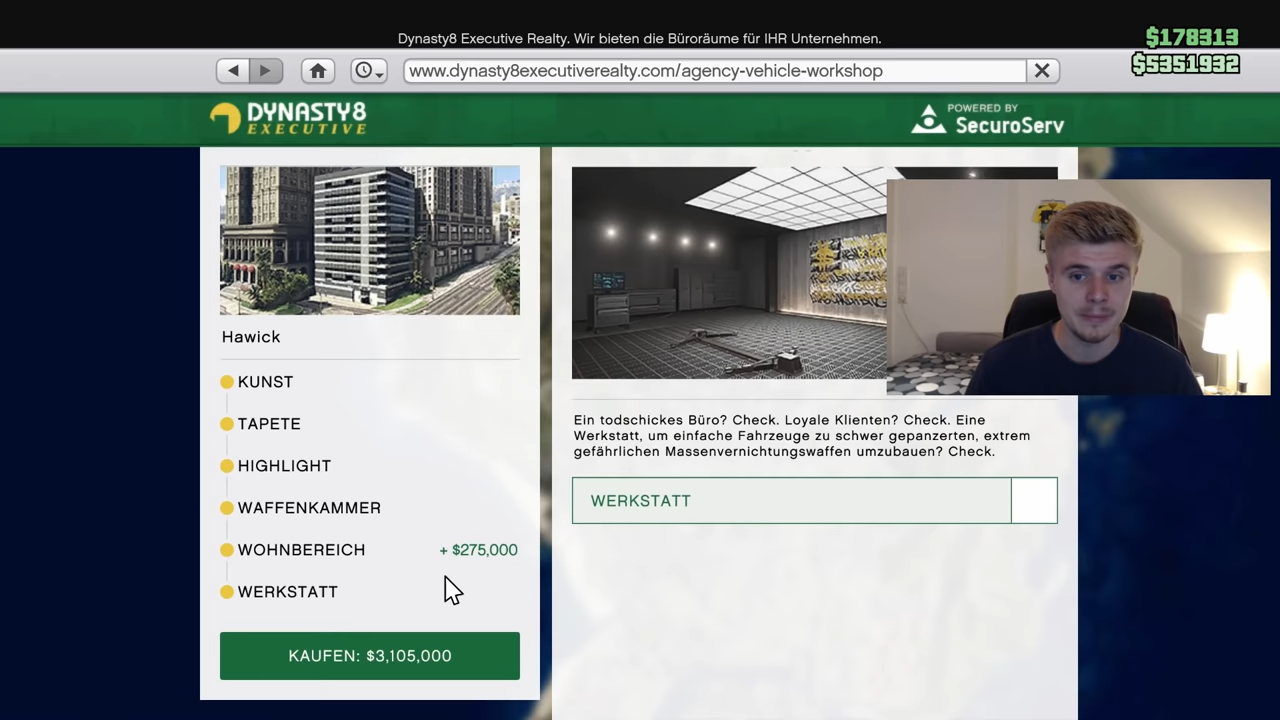 Dynasty8 Executive Realty. Wir bieten die Büroräume für IHR Unternehmen.
$178313
$5351932
www.dynasty8executiverealty.com/agency-vehicle-workshop
DYNASTY 8
EXECUTIVE
POWERED BY
SecuroServ
Hawick
KUNST
TAPETE
HIGHLIGHT
WAFFENKAMMER
WOHNBEREICH + $275,000
WERKSTATT
KAUFEN: $3,105,000
Ein todschickes Büro? Check. Loyale Klienten? Check. Eine
Werkstatt, um einfache Fahrzeuge zu schwer gepanzerten, extrem
gefährlichen Massenvernichtungswaffen umzubauen? Check.
WERKSTATT